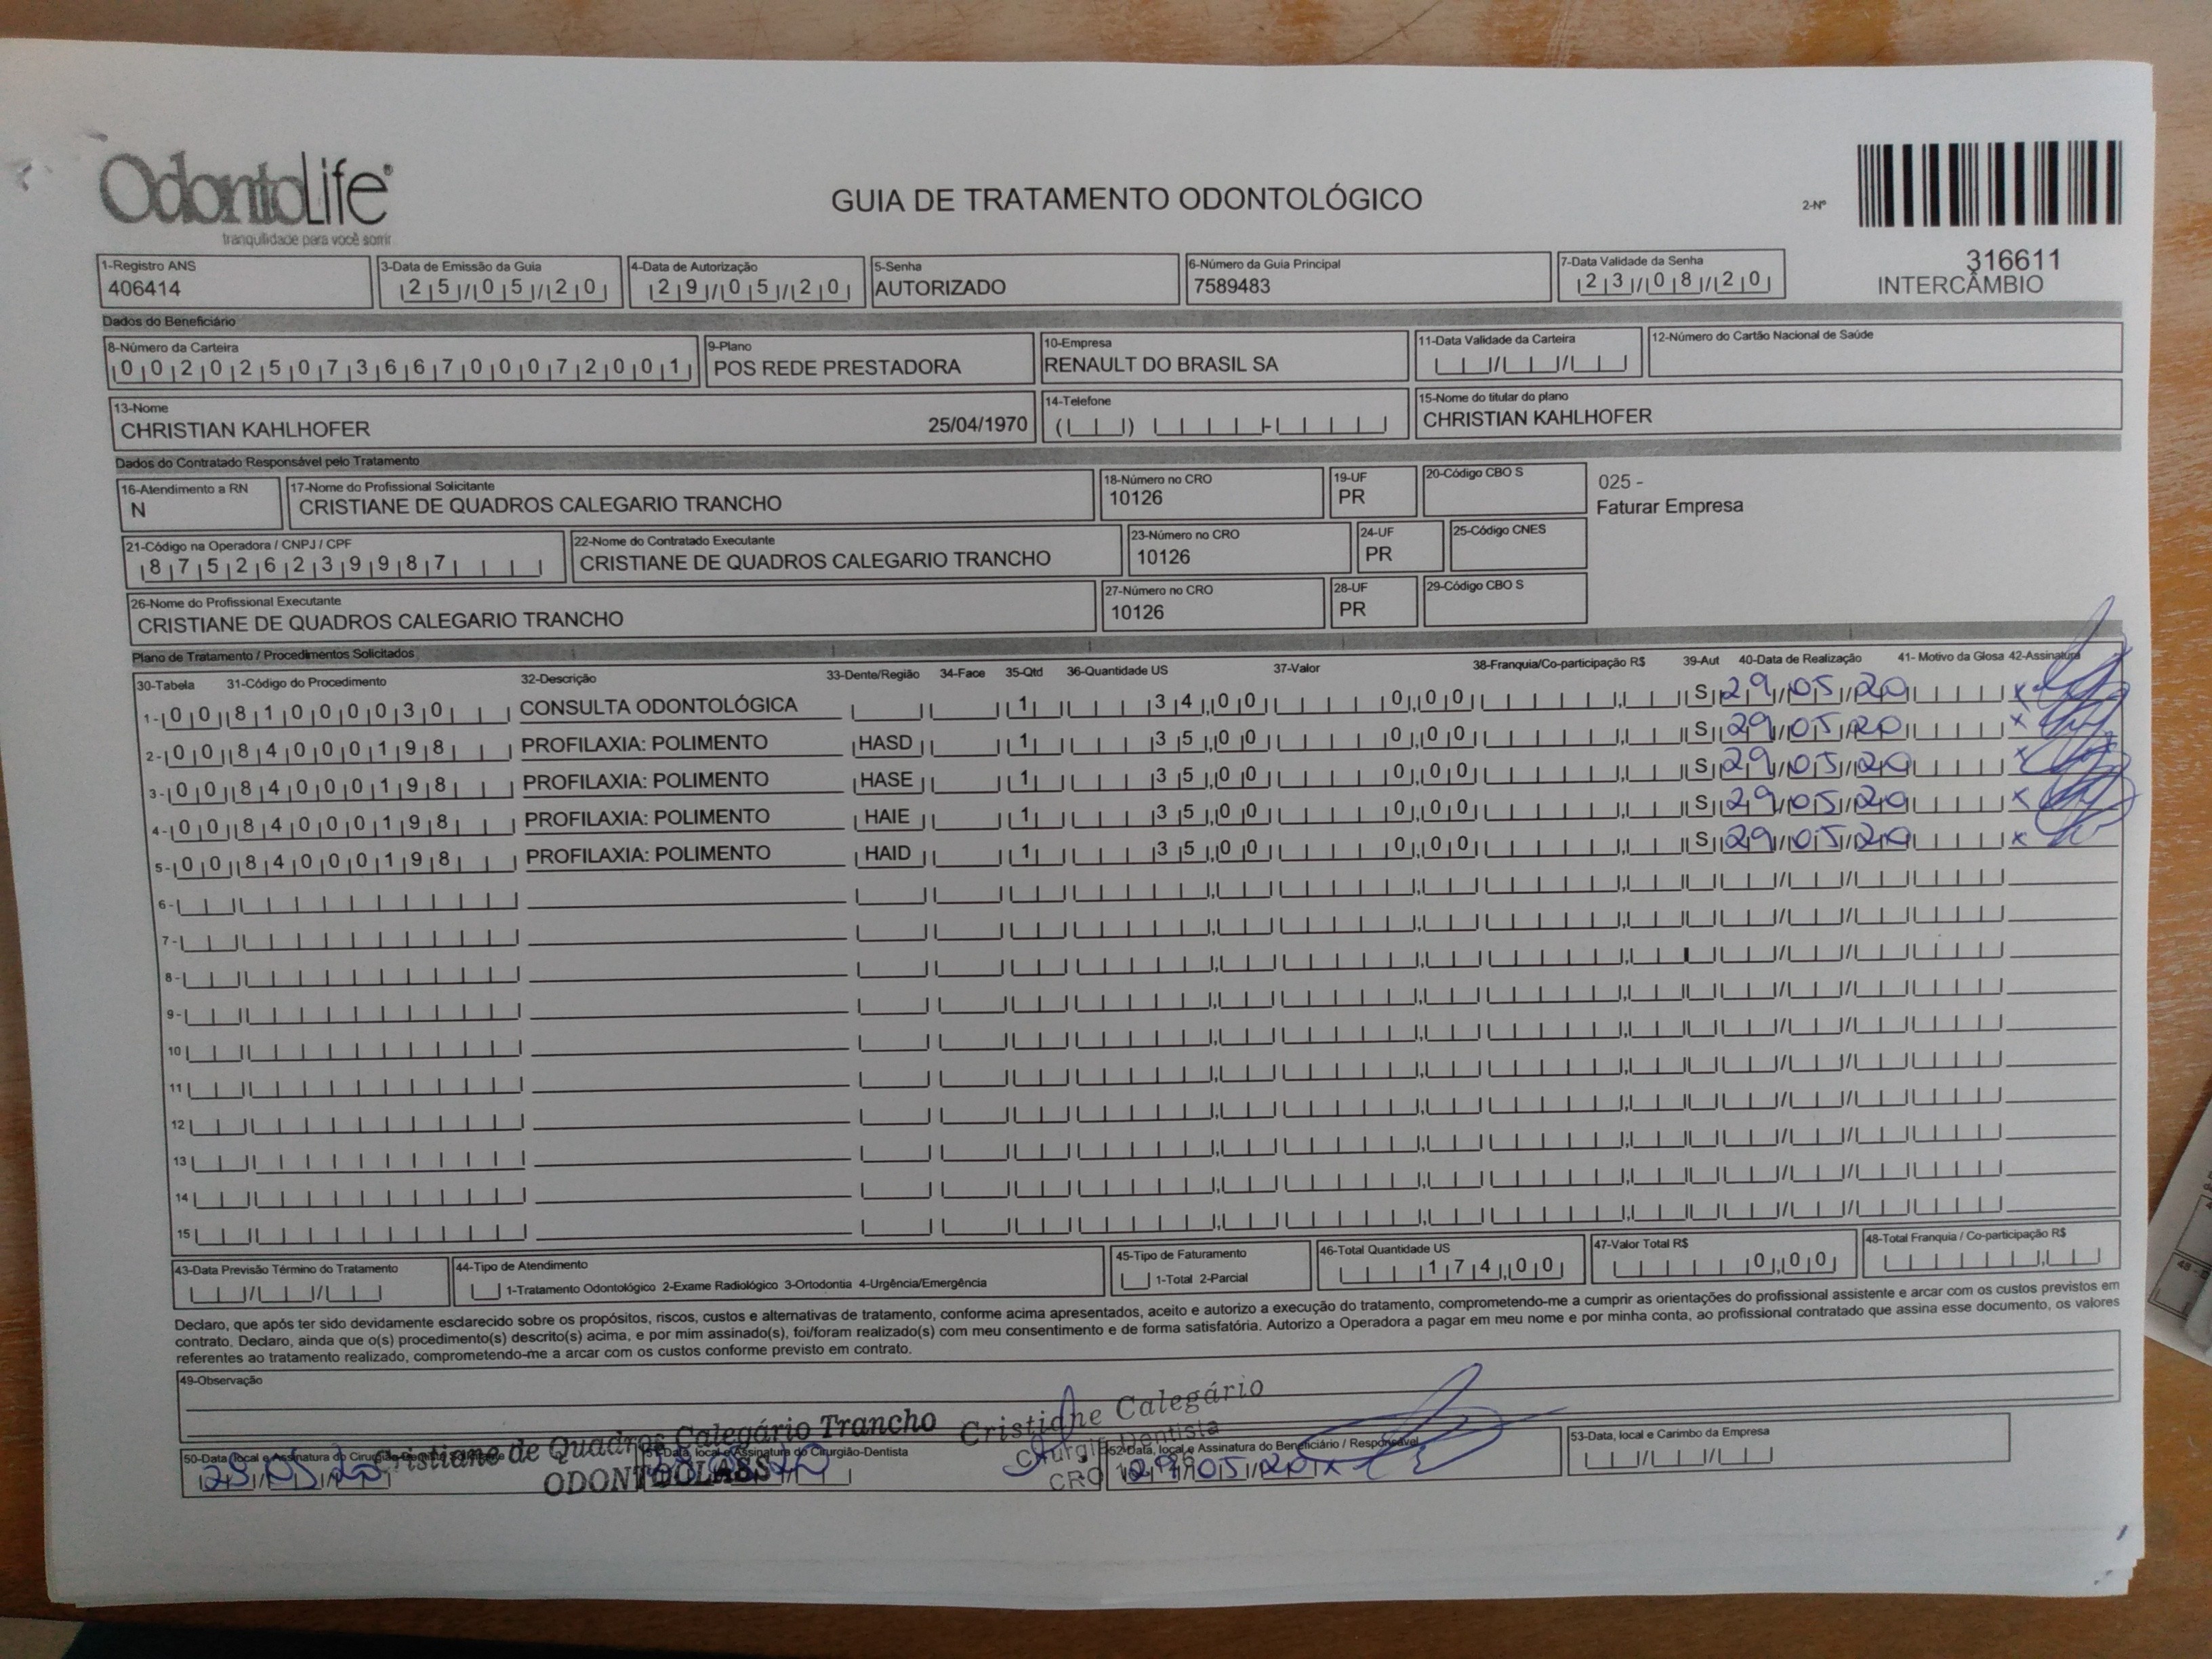 OdontoLife®
tranquilidade para você sorrir
GUIA DE TRATAMENTO ODONTOLÓGICO
2-Nº
316611
INTERCÂMBIO
1-Registro ANS
406414
3-Data de Emissão da Guia
25/05/20
4-Data de Autorização
29/05/20
5-Senha
AUTORIZADO
6-Número da Guia Principal
7589483
7-Data Validade da Senha
23/08/20
Dados do Beneficiário
8-Número da Carteira
00202507366700072001
9-Plano
POS REDE PRESTADORA
10-Empresa
RENAULT DO BRASIL SA
11-Data Validade da Carteira
12-Número do Cartão Nacional de Saúde
13-Nome
CHRISTIAN KAHLHOFER 25/04/1970
14-Telefone
15-Nome do titular do plano
CHRISTIAN KAHLHOFER
Dados do Contratado Responsável pelo Tratamento
16-Atendimento a RN
N
17-Nome do Profissional Solicitante
CRISTIANE DE QUADROS CALEGARIO TRANCHO
18-Número no CRO
10126
19-UF
PR
20-Código CBO S
025 -
Faturar Empresa
21-Código na Operadora / CNPJ / CPF
87526239987
22-Nome do Contratado Executante
CRISTIANE DE QUADROS CALEGARIO TRANCHO
23-Número no CRO
10126
24-UF
PR
25-Código CNES
26-Nome do Profissional Executante
CRISTIANE DE QUADROS CALEGARIO TRANCHO
27-Número no CRO
10126
28-UF
PR
29-Código CBO S
Plano de Tratamento / Procedimentos Solicitados
30-Tabela 31-Código do Procedimento 32-Descrição 33-Dente/Região 34-Face 35-Qtd 36-Quantidade US 37-Valor 38-Franquia/Co-participação R$ 39-Aut 40-Data de Realização 41- Motivo da Glosa 42-Assinatura
1- 00 81000030 CONSULTA ODONTOLÓGICA 1 34,00 0,00 S 29/05/20 x
2- 00 84000198 PROFILAXIA: POLIMENTO HASD 1 35,00 0,00 S 29/05/20 x
3- 00 84000198 PROFILAXIA: POLIMENTO HASE 1 35,00 0,00 S 29/05/20 x
4- 00 84000198 PROFILAXIA: POLIMENTO HAIE 1 35,00 0,00 S 29/05/20 x
5- 00 84000198 PROFILAXIA: POLIMENTO HAID 1 35,00 0,00 S 29/05/20 x
6-
7-
8-
9-
10
11
12
13
14
15
43-Data Previsão Término do Tratamento
44-Tipo de Atendimento
1-Tratamento Odontológico 2-Exame Radiológico 3-Ortodontia 4-Urgência/Emergência
45-Tipo de Faturamento
1-Total 2-Parcial
46-Total Quantidade US
174,00
47-Valor Total R$
0,00
48-Total Franquia / Co-participação R$
Declaro, que após ter sido devidamente esclarecido sobre os propósitos, riscos, custos e alternativas de tratamento, conforme acima apresentados, aceito e autorizo a execução do tratamento, comprometendo-me a cumprir as orientações do profissional assistente e arcar com os custos previstos em
contrato. Declaro, ainda que o(s) procedimento(s) descrito(s) acima, e por mim assinado(s), foi/foram realizado(s) com meu consentimento e de forma satisfatória. Autorizo a Operadora a pagar em meu nome e por minha conta, ao profissional contratado que assina esse documento, os valores
referentes ao tratamento realizado, comprometendo-me a arcar com os custos conforme previsto em contrato.
49-Observação
Cristiane de Quadros Calegário Trancho
ODONTOCLASS
Cristiane Calegário
Cirurgiã Dentista
CRO
50-Data, local e Assinatura do Cirurgião-Dentista
51-Data, local e Assinatura do Cirurgião-Dentista
52-Data, local e Assinatura do Beneficiário / Responsável
29/05/20 x
53-Data, local e Carimbo da Empresa